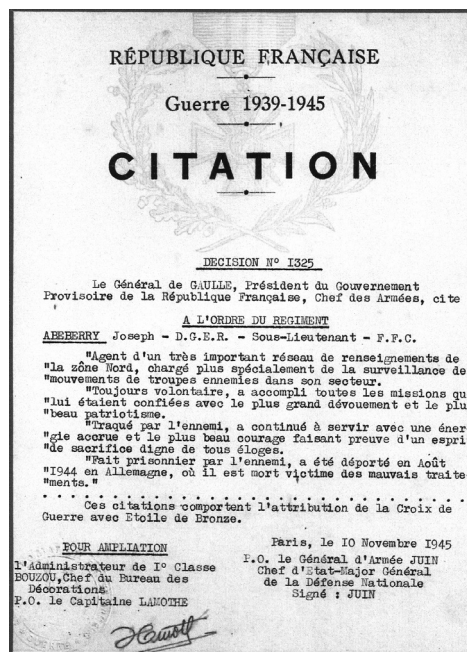 RÉPUBLIQUE FRANÇAISE
Guerre 1939-1945
CITATION
DECISION N° I325
Le Général de GAULLE, Président du Gouvernement
Provisoire de la République Française, Chef des Armées, cite
A L'ORDRE DU REGIMENT
ABEBERRY Joseph - D.G.E.R. - Sous-Lieutenant - F.F.C.
"Agent d'un très important réseau de renseignements de
"la zône Nord, chargé plus spécialement de la surveillance de
"mouvements de troupes ennemies dans son secteur.
"Toujours volontaire, a accompli toutes les missions qu
"lui étaient confiées avec le plus grand dévouement et le plu
"beau patriotisme.
"Traqué par l'ennemi, a continué à servir avec une éner
"gie accrue et le plus beau courage faisant preuve d'un espri
"de sacrifice digne de tous éloges.
"Fait prisonnier par l'ennemi, a été déporté en Août
"I944 en Allemagne, où il est mort victime des mauvais traite
"ments."
. . . . . . . . . . . . . . . . . . . . . . . . . . . . . . . . . . . . . .
Ces citations comportent l'attribution de la Croix de
Guerre avec Etoile de Bronze.
POUR AMPLIATION
l'Administrateur de I° Classe
BOUZOU,Chef du Bureau des
Décorations
P.O. le Capitaine LAMOTHE
Paris, le IO Novembre I945
P.O. le Général d'Armée JUIN
Chef d'Etat-Major Général
de la Défense Nationale
Signé : JUIN